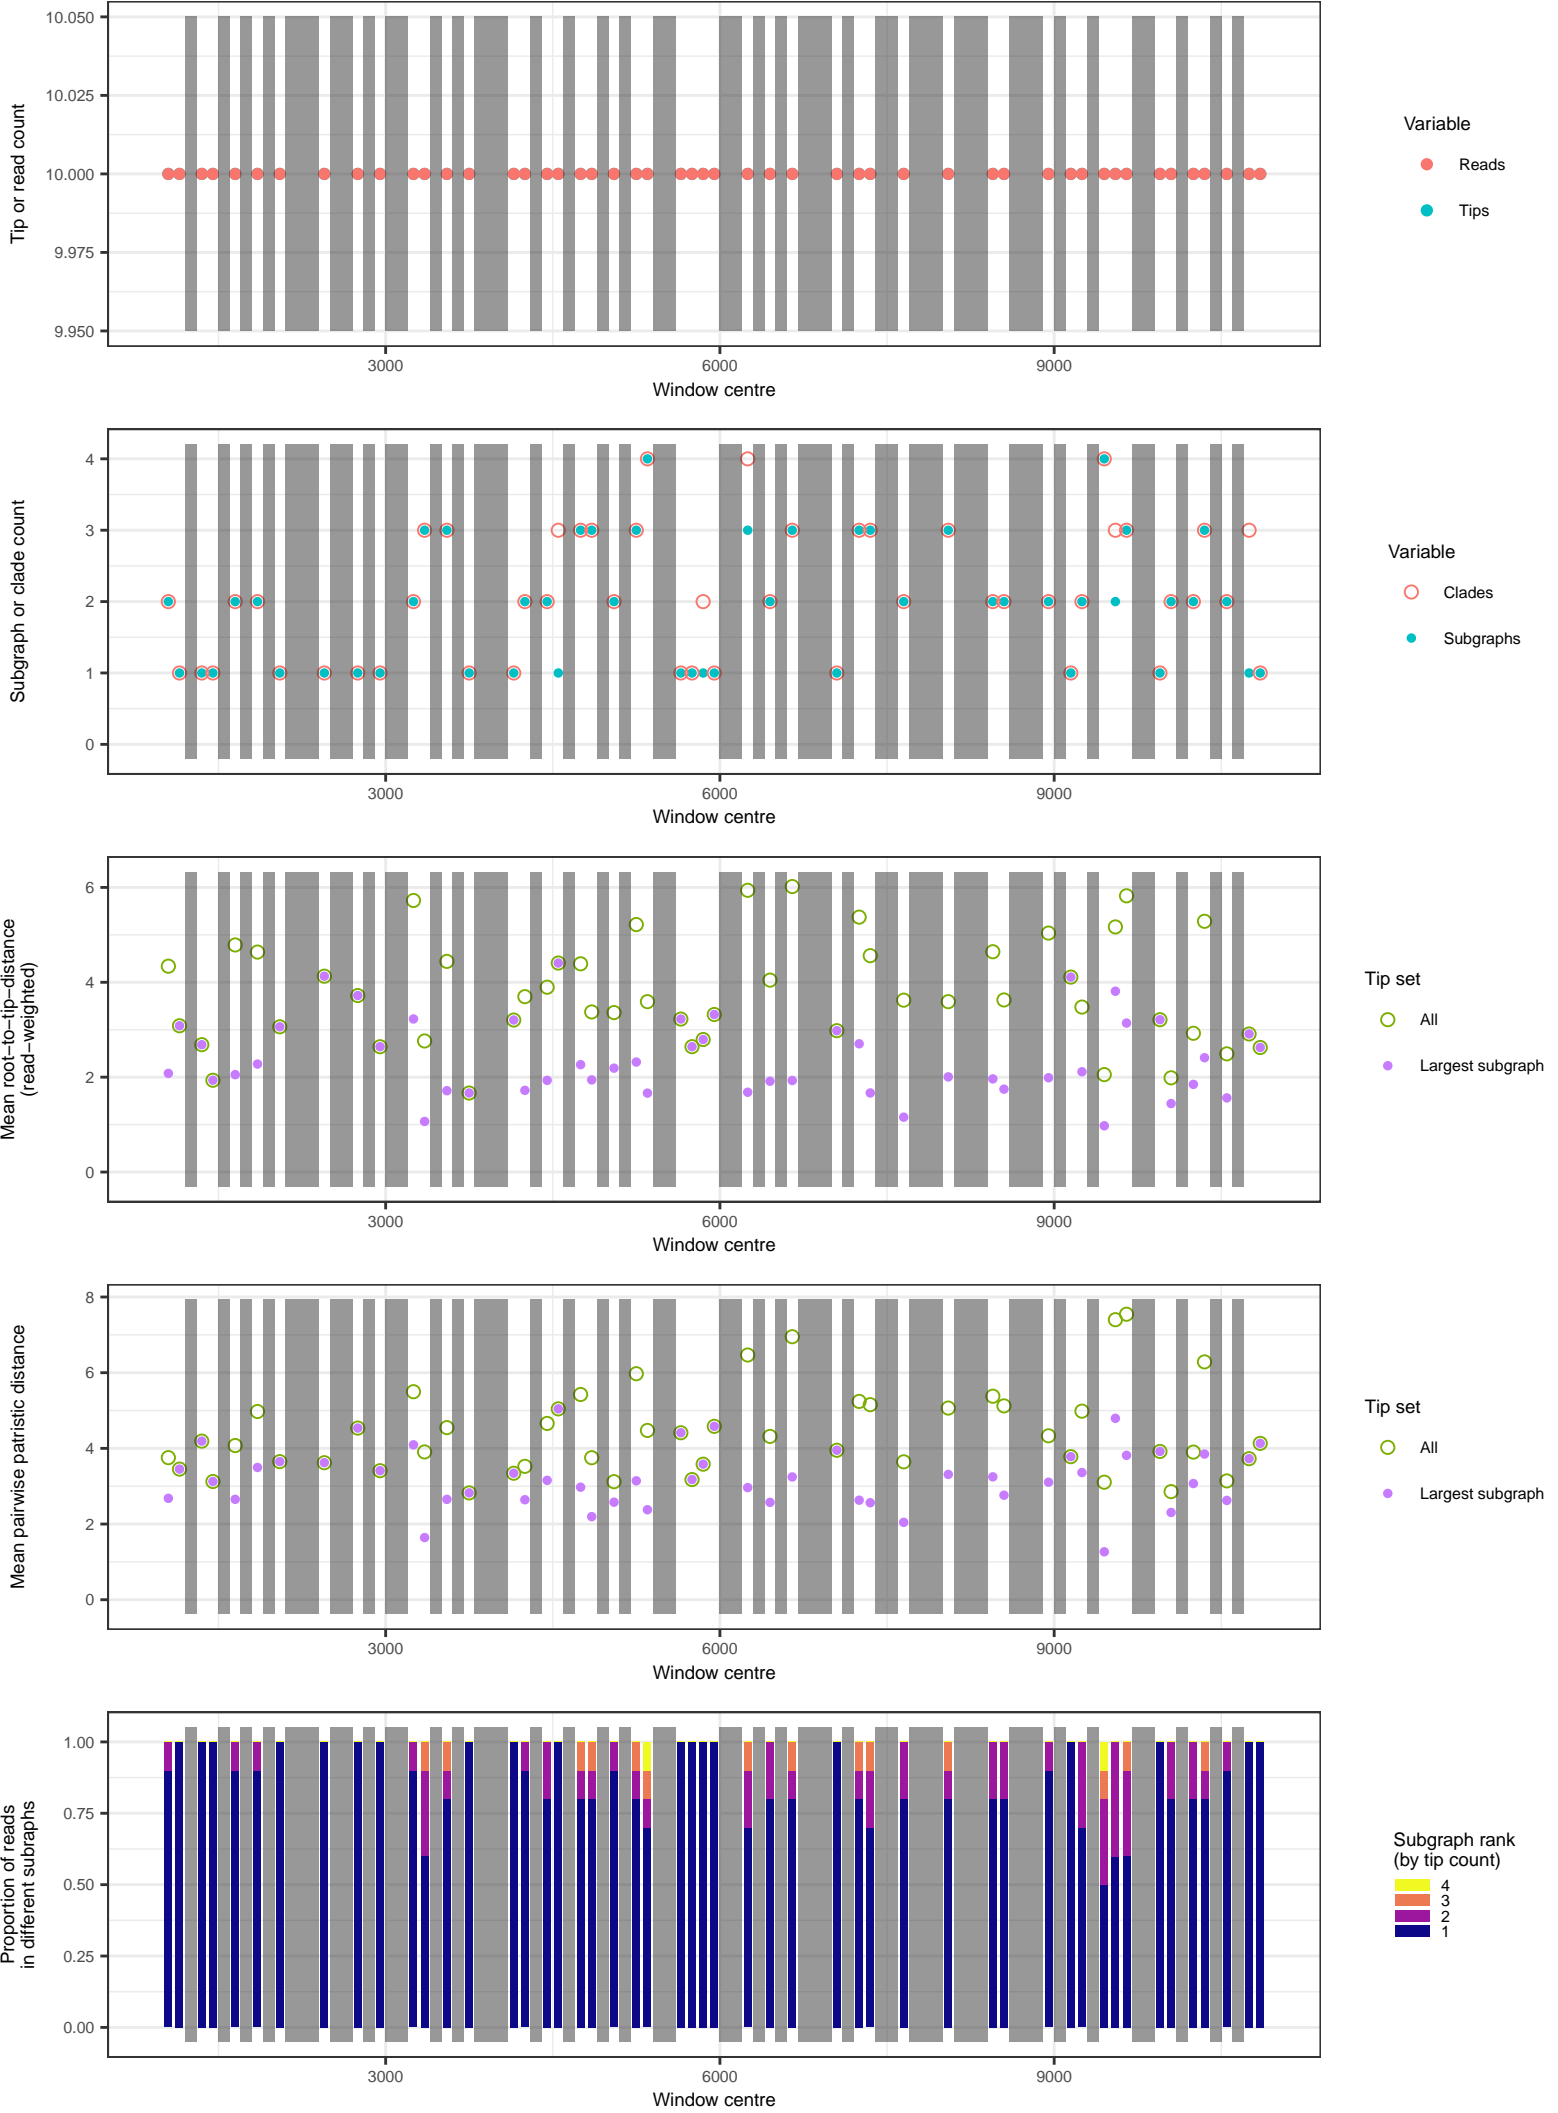 10.050
10.025
10.000
9.975
9.950
Tip or read count
3000
6000
9000
Window centre
Variable
Reads
Tips
4
3
2
1
0
Subgraph or clade count
3000
6000
9000
Window centre
Variable
Clades
Subgraphs
6
4
2
0
Mean root−to−tip−distance
(read−weighted)
3000
6000
9000
Window centre
Tip set
All
Largest subgraph
8
6
4
2
0
Mean pairwise patristic distance
3000
6000
9000
Window centre
Tip set
All
Largest subgraph
1.00
0.75
0.50
0.25
0.00
Proportion of reads
in different subraphs
3000
6000
9000
Window centre
Subgraph rank
(by tip count)
4
3
2
1